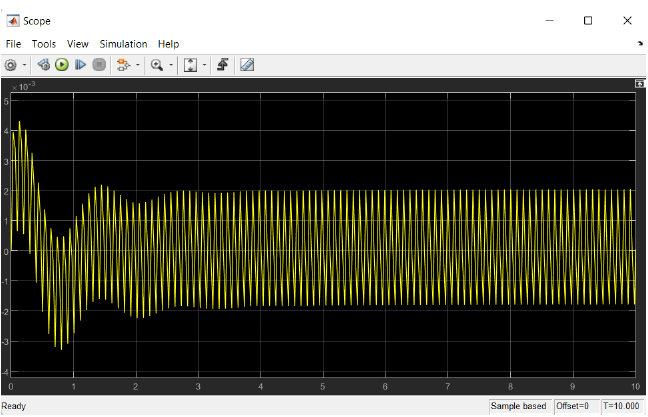 Scope
File Tools View Simulation Help
×10⁻³
5
4
3
2
1
0
-1
-2
-3
-4
0 1 2 3 4 5 6 7 8 9 10
Ready Sample based Offset=0 T=10.000